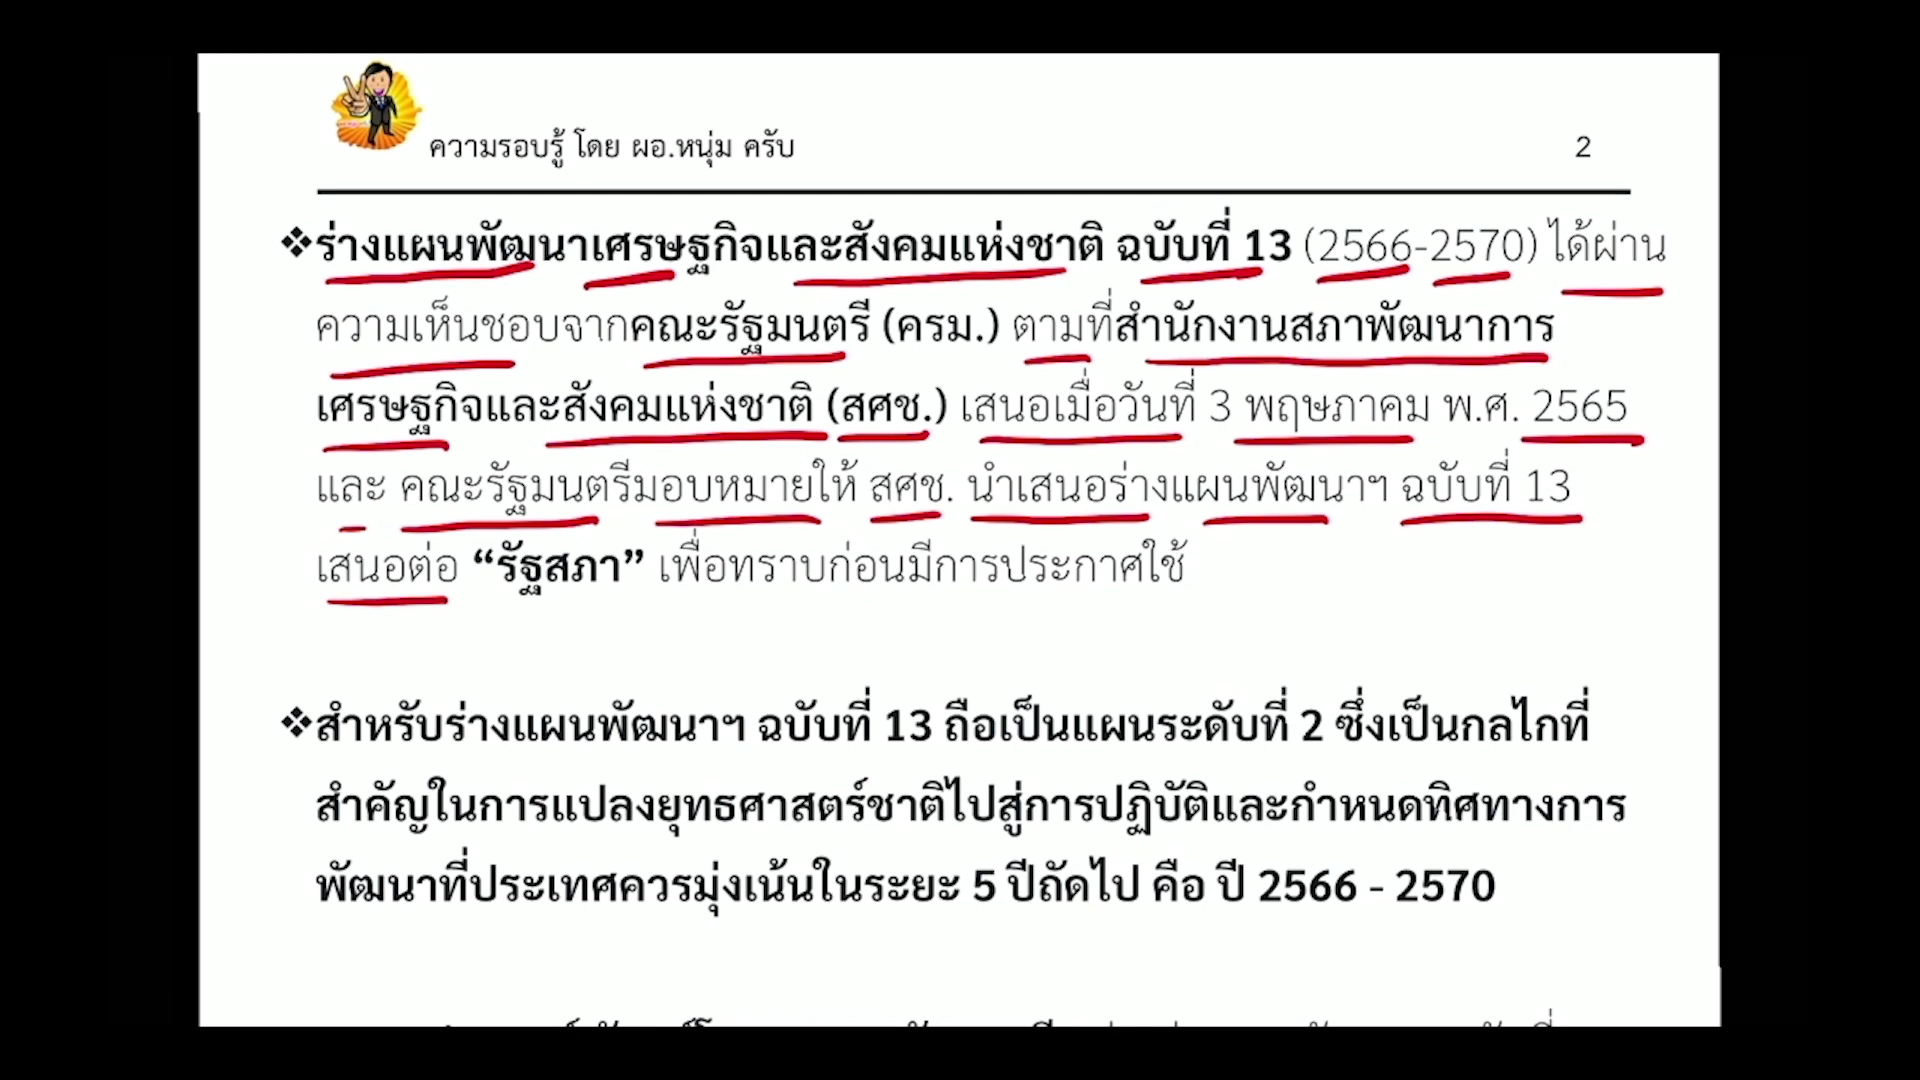 ความรอบรู้ โดย ผอ.หนุ่ม ครับ
2
❖ร่างแผนพัฒนาเศรษฐกิจและสังคมแห่งชาติ ฉบับที่ 13 (2566-2570) ได้ผ่าน
ความเห็นชอบจากคณะรัฐมนตรี (ครม.) ตามที่สำนักงานสภาพัฒนาการ
เศรษฐกิจและสังคมแห่งชาติ (สศช.) เสนอเมื่อวันที่ 3 พฤษภาคม พ.ศ. 2565
และ คณะรัฐมนตรีมอบหมายให้ สศช. นำเสนอร่างแผนพัฒนาฯ ฉบับที่ 13
เสนอต่อ “รัฐสภา” เพื่อทราบก่อนมีการประกาศใช้
❖สำหรับร่างแผนพัฒนาฯ ฉบับที่ 13 ถือเป็นแผนระดับที่ 2 ซึ่งเป็นกลไกที่
สำคัญในการแปลงยุทธศาสตร์ชาติไปสู่การปฏิบัติและกำหนดทิศทางการ
พัฒนาที่ประเทศควรมุ่งเน้นในระยะ 5 ปีถัดไป คือ ปี 2566 - 2570